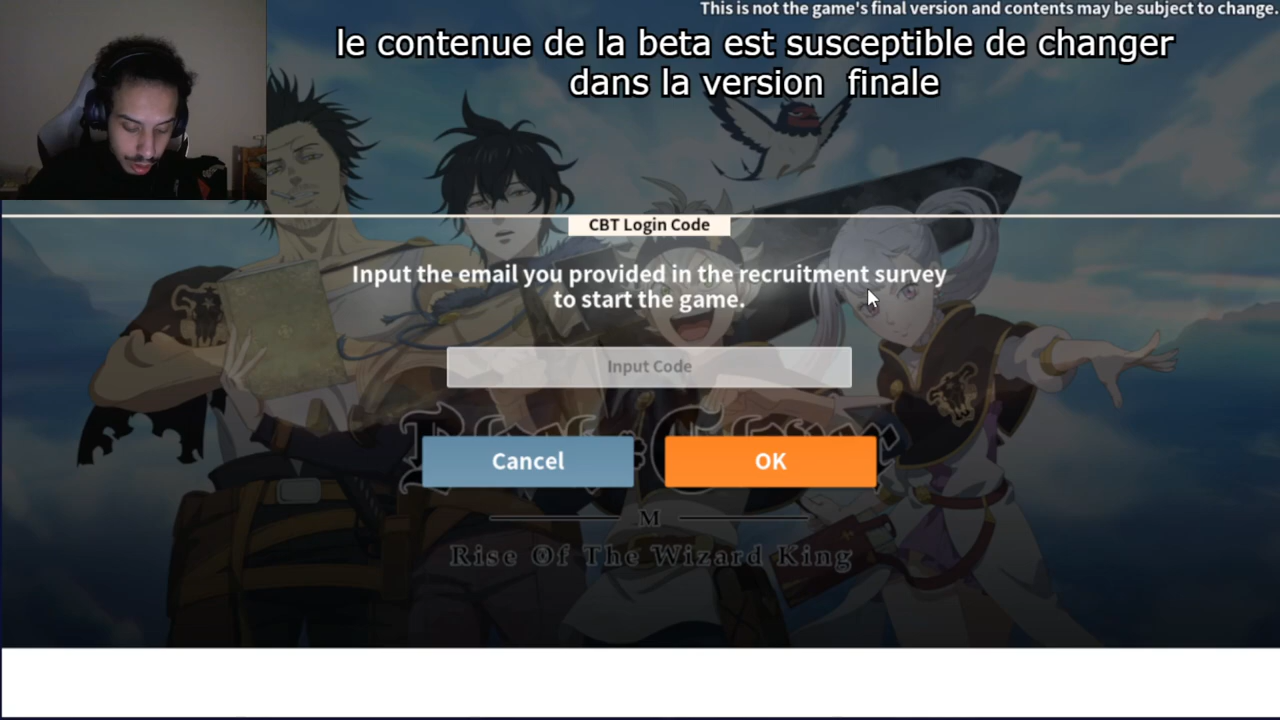 This is not the game's final version and contents may be subject to change.
le contenue de la beta est susceptible de changer
dans la version finale
CBT Login Code
Input the email you provided in the recruitment survey
to start the game.
Input Code
Cancel
OK
Black Clover
M
Rise Of The Wizard King